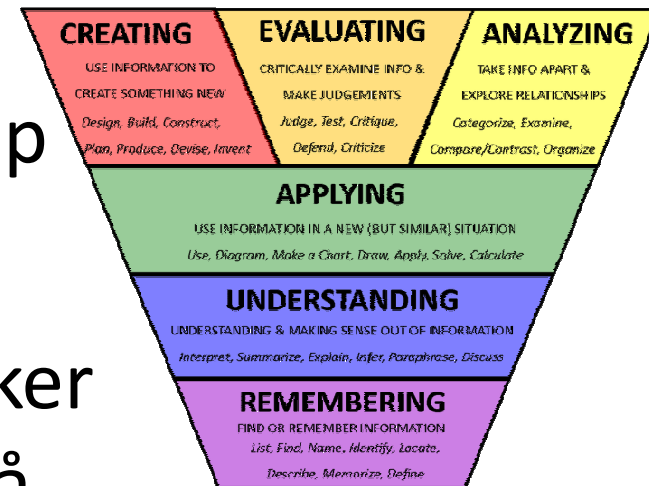 CREATING
USE INFORMATION TO
CREATE SOMETHING NEW
Design, Build, Construct,
Plan, Produce, Devise, Invent
EVALUATING
CRITICALLY EXAMINE INFO &
MAKE JUDGEMENTS
Judge, Test, Critique,
Defend, Criticize
ANALYZING
TAKE INFO APART &
EXPLORE RELATIONSHIPS
Categorize, Examine,
Compare/Contrast, Organize
p
APPLYING
USE INFORMATION IN A NEW (BUT SIMILAR) SITUATION
Use, Diagram, Make a Chart, Draw, Apply, Solve, Calculate
UNDERSTANDING
UNDERSTANDING & MAKING SENSE OUT OF INFORMATION
Interpret, Summarize, Explain, Infer, Paraphrase, Discuss
ker
REMEMBERING
FIND OR REMEMBER INFORMATION
List, Find, Name, Identify, Locate,
Describe, Memorize, Define
å